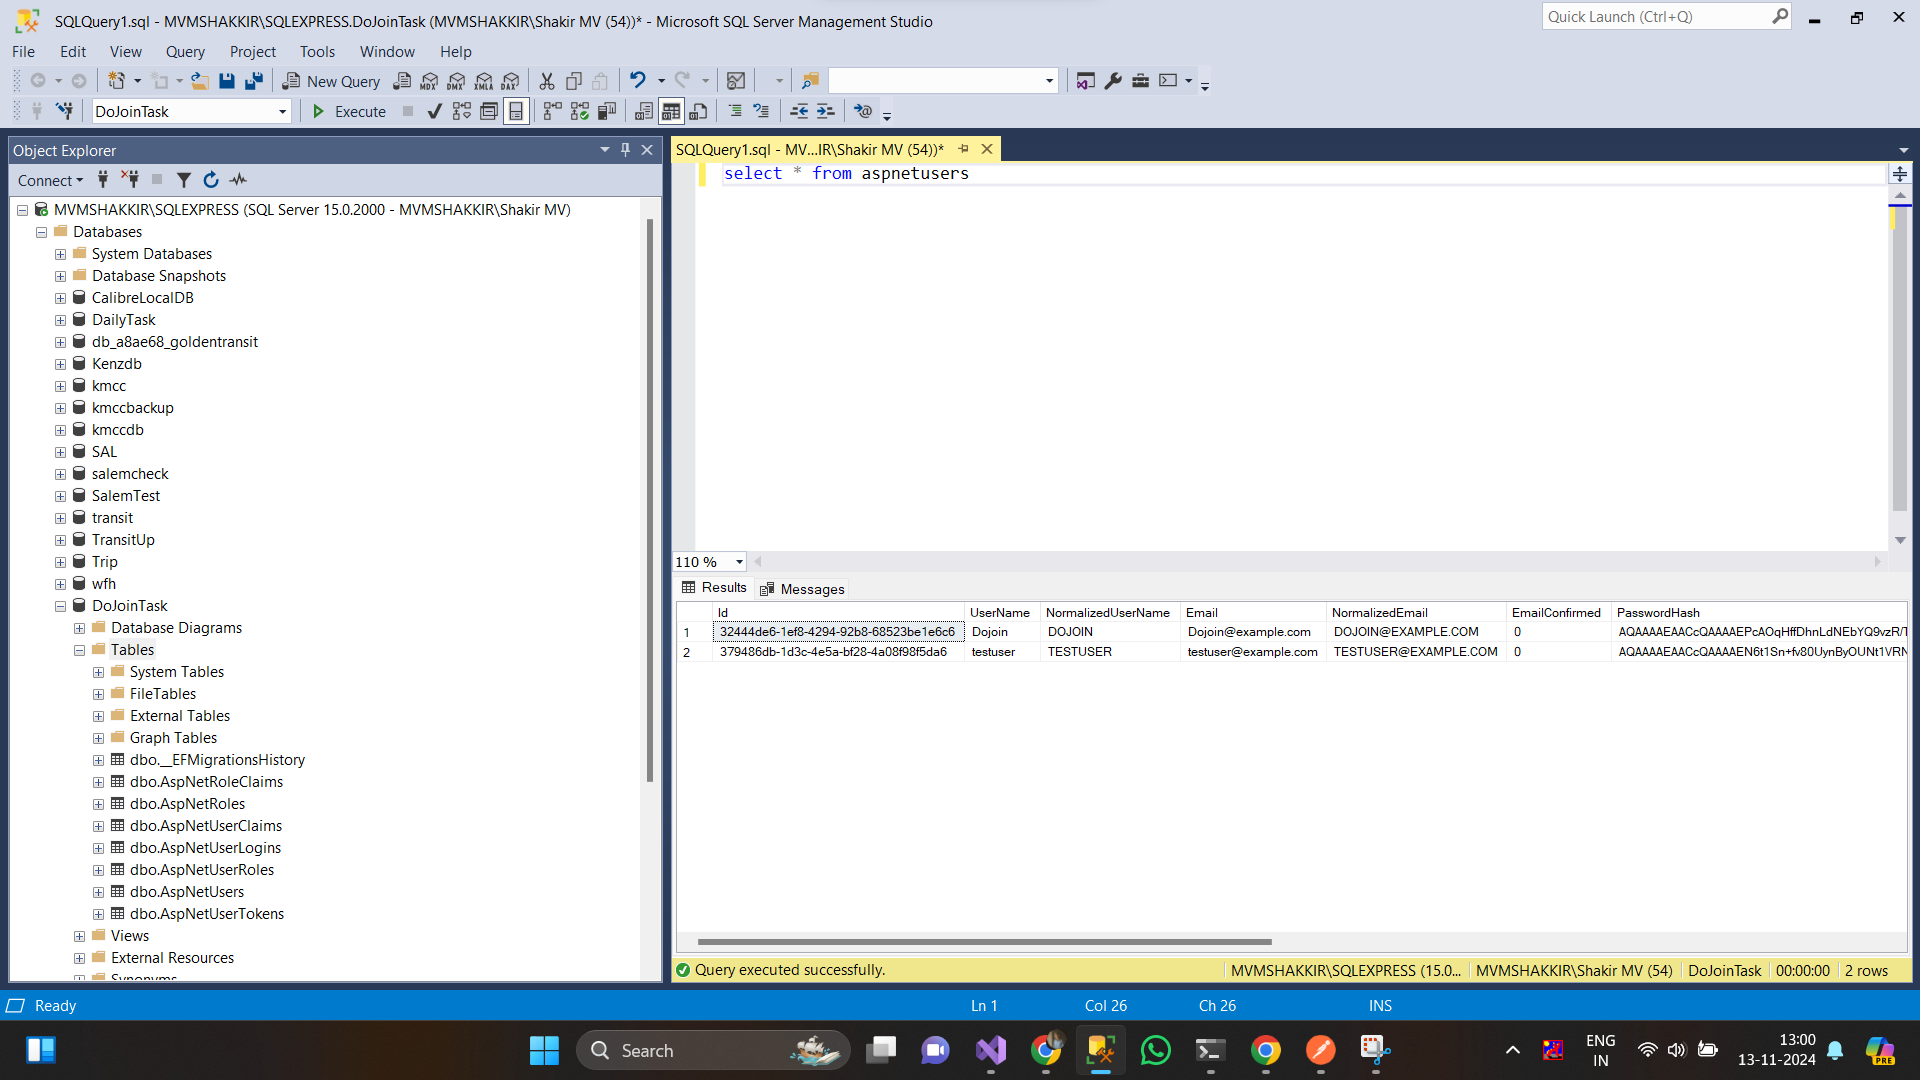 SQLQuery1.sql - MVMSHAKKIR\SQLEXPRESS.DoJoinTask (MVMSHAKKIR\Shakir MV (54))* - Microsoft SQL Server Management Studio
Quick Launch (Ctrl+Q)
File Edit View Query Project Tools Window Help
New Query MDX DMX XMLA DAX
DoJoinTask Execute
Object Explorer
SQLQuery1.sql - MV...IR\Shakir MV (54))*
Connect
select * from aspnetusers
MVMSHAKKIR\SQLEXPRESS (SQL Server 15.0.2000 - MVMSHAKKIR\Shakir MV)
Databases
System Databases
Database Snapshots
CalibreLocalDB
DailyTask
db_a8ae68_goldentransit
Kenzdb
kmcc
kmccbackup
kmccdb
SAL
salemcheck
SalemTest
transit
TransitUp
Trip
wfh
DoJoinTask
Database Diagrams
Tables
System Tables
FileTables
External Tables
Graph Tables
dbo.__EFMigrationsHistory
dbo.AspNetRoleClaims
dbo.AspNetRoles
dbo.AspNetUserClaims
dbo.AspNetUserLogins
dbo.AspNetUserRoles
dbo.AspNetUsers
dbo.AspNetUserTokens
Views
External Resources
Synonyms
110 %
Results Messages
Id UserName NormalizedUserName Email NormalizedEmail EmailConfirmed PasswordHash
1 32444de6-1ef8-4294-92b8-68523be1e6c6 Dojoin DOJOIN Dojoin@example.com DOJOIN@EXAMPLE.COM 0 AQAAAAEAACcQAAAAEPcAOqHffDhnLdNEbYQ9vzR/T
2 379486db-1d3c-4e5a-bf28-4a08f98f5da6 testuser TESTUSER testuser@example.com TESTUSER@EXAMPLE.COM 0 AQAAAAEAACcQAAAAEN6t1Sn+fv80UynByOUNt1VRN
Query executed successfully. MVMSHAKKIR\SQLEXPRESS (15.0... MVMSHAKKIR\Shakir MV (54) DoJoinTask 00:00:00 2 rows
Ready Ln 1 Col 26 Ch 26 INS
Search
ENG
IN
13:00
13-11-2024
PRE